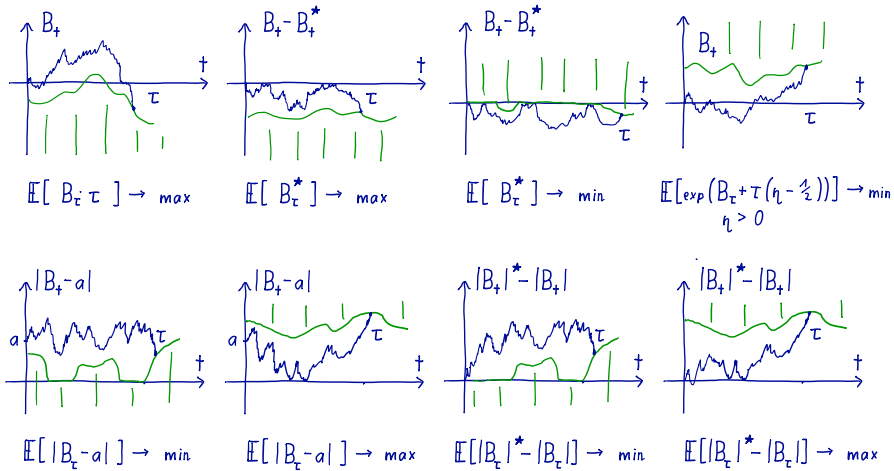 B_t
t
τ
𝔼[ B_τ · τ ] → max
B_t − B_t^*
t
τ
𝔼[ B_τ^* ] → max
B_t − B_t^*
t
τ
𝔼[ B_τ^* ] → min
B_t
t
τ
𝔼[exp(B_τ + τ(η − 1/2))] → min
η > 0
|B_t − a|
a
τ
t
𝔼[ |B_τ − a| ] → min
|B_t − a|
a
τ
t
𝔼[ |B_τ − a| ] → max
|B_t|^* − |B_t|
τ
t
𝔼[|B_τ|^* − |B_τ|] → min
|B_t|^* − |B_t|
τ
t
𝔼[|B_τ|^* − |B_τ|] → max